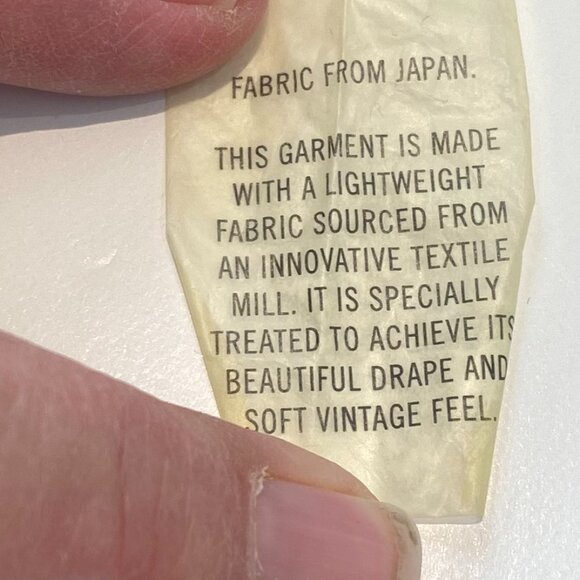 FABRIC FROM JAPAN.
THIS GARMENT IS MADE
WITH A LIGHTWEIGHT
FABRIC SOURCED FROM
AN INNOVATIVE TEXTILE
MILL. IT IS SPECIALLY
TREATED TO ACHIEVE ITS
BEAUTIFUL DRAPE AND
SOFT VINTAGE FEEL.